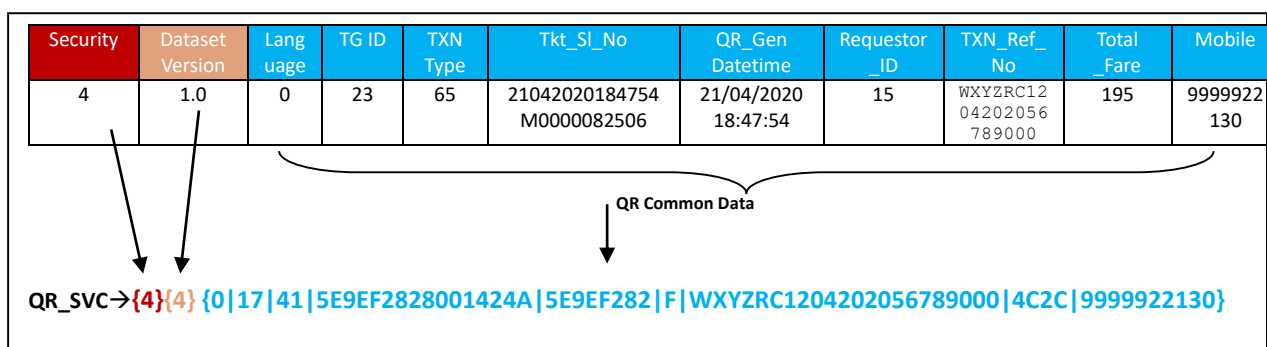 Security Dataset Version Lang uage TG ID TXN Type Tkt_Sl_No QR_Gen Datetime Requestor _ID TXN_Ref_ No Total _Fare Mobile
4 1.0 0 23 65 21042020184754 M0000082506 21/04/2020 18:47:54 15 WXYZRC12 04202056 789000 195 9999922 130
QR Common Data
QR_SVC→{4}{4} {0|17|41|5E9EF2828001424A|5E9EF282|F|WXYZRC1204202056789000|4C2C|9999922130}